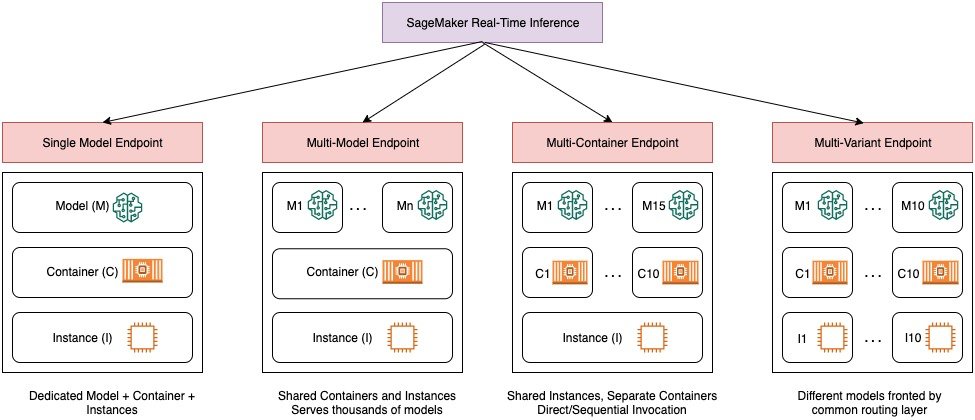 SageMaker Real-Time Inference
Single Model Endpoint
Multi-Model Endpoint
Multi-Container Endpoint
Multi-Variant Endpoint
Model (M)
M1 ... Mn
M1 ... M15
M1 ... M10
Container (C)
Container (C)
C1 ... C10
C1 ... C10
Instance (I)
Instance (I)
Instance (I)
I1 ... I10
Dedicated Model + Container +
Instances
Shared Containers and Instances
Serves thousands of models
Shared Instances, Separate Containers
Direct/Sequential Invocation
Different models fronted by
common routing layer